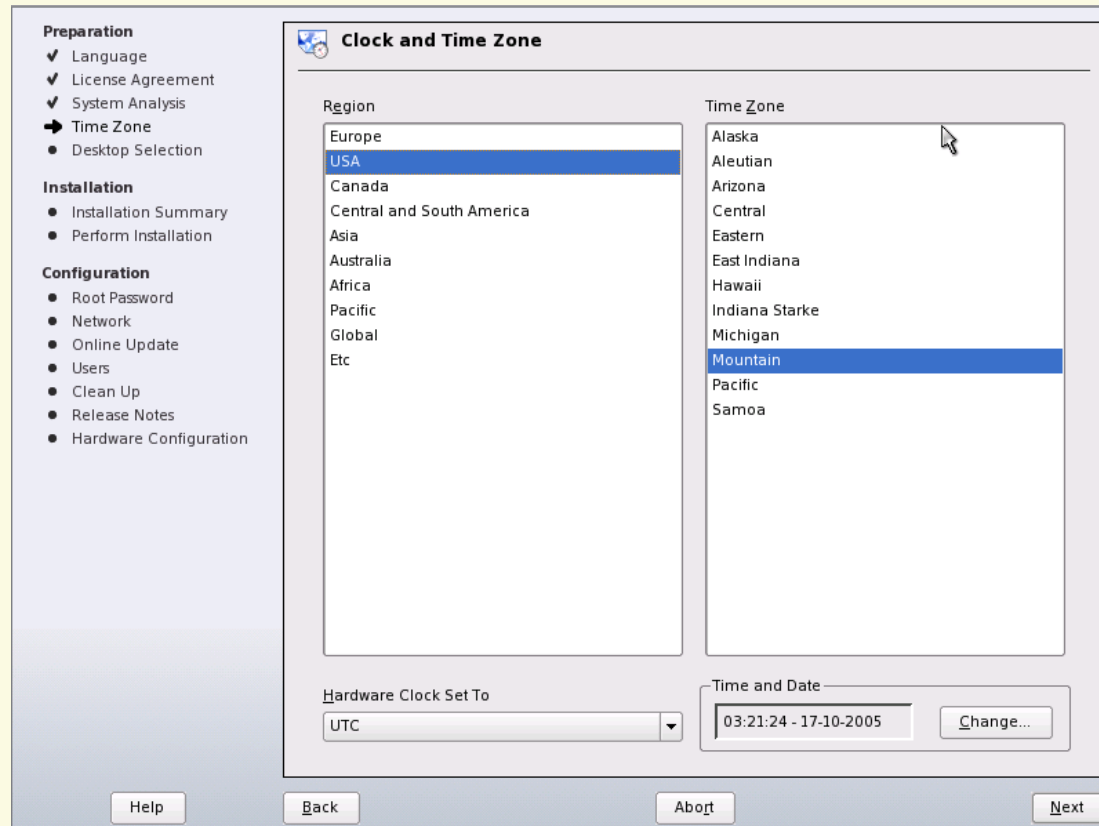 Preparation
Language
License Agreement
System Analysis
Time Zone
Desktop Selection
Installation
Installation Summary
Perform Installation
Configuration
Root Password
Network
Online Update
Users
Clean Up
Release Notes
Hardware Configuration
Clock and Time Zone
Region
Europe
USA
Canada
Central and South America
Asia
Australia
Africa
Pacific
Global
Etc
Time Zone
Alaska
Aleutian
Arizona
Central
Eastern
East Indiana
Hawaii
Indiana Starke
Michigan
Mountain
Pacific
Samoa
Hardware Clock Set To
UTC
Time and Date
03:21:24 - 17-10-2005
Change...
Help
Back
Abort
Next